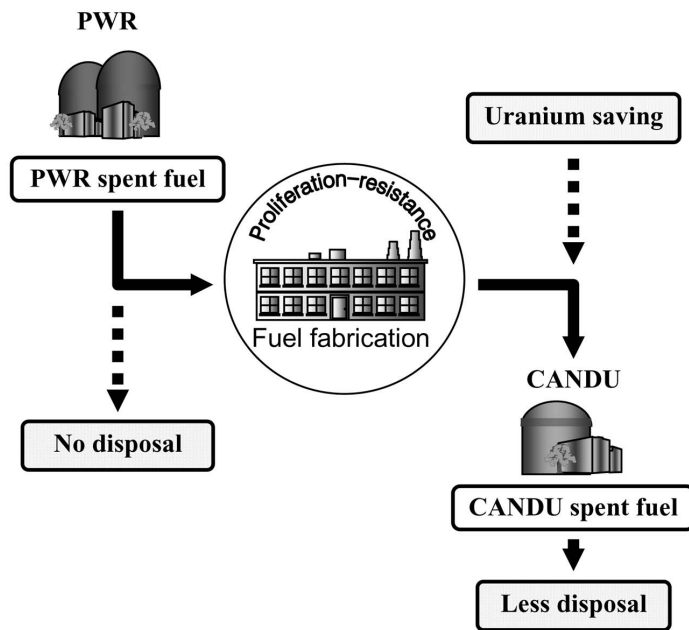 PWR
PWR spent fuel
No disposal
Proliferation-resistance
Fuel fabrication
Uranium saving
CANDU
CANDU spent fuel
Less disposal